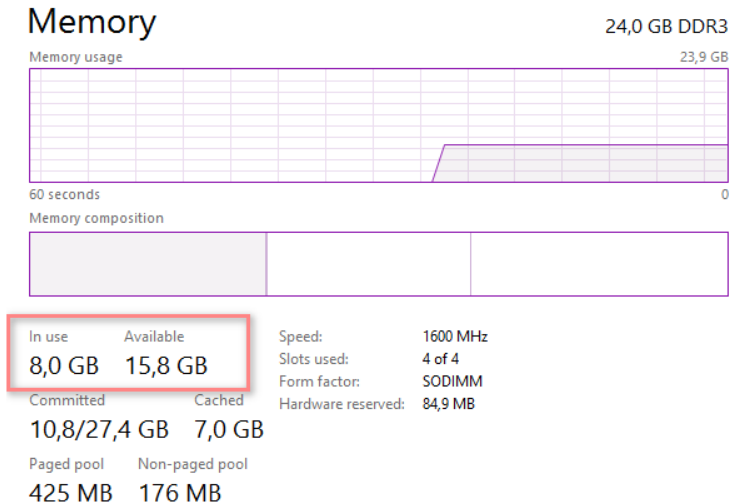 Memory 24,0 GB DDR3
Memory usage 23,9 GB
60 seconds 0
Memory composition
In use Available Speed: 1600 MHz
8,0 GB 15,8 GB Slots used: 4 of 4
Form factor: SODIMM
Committed Cached Hardware reserved: 84,9 MB
10,8/27,4 GB 7,0 GB
Paged pool Non-paged pool
425 MB 176 MB